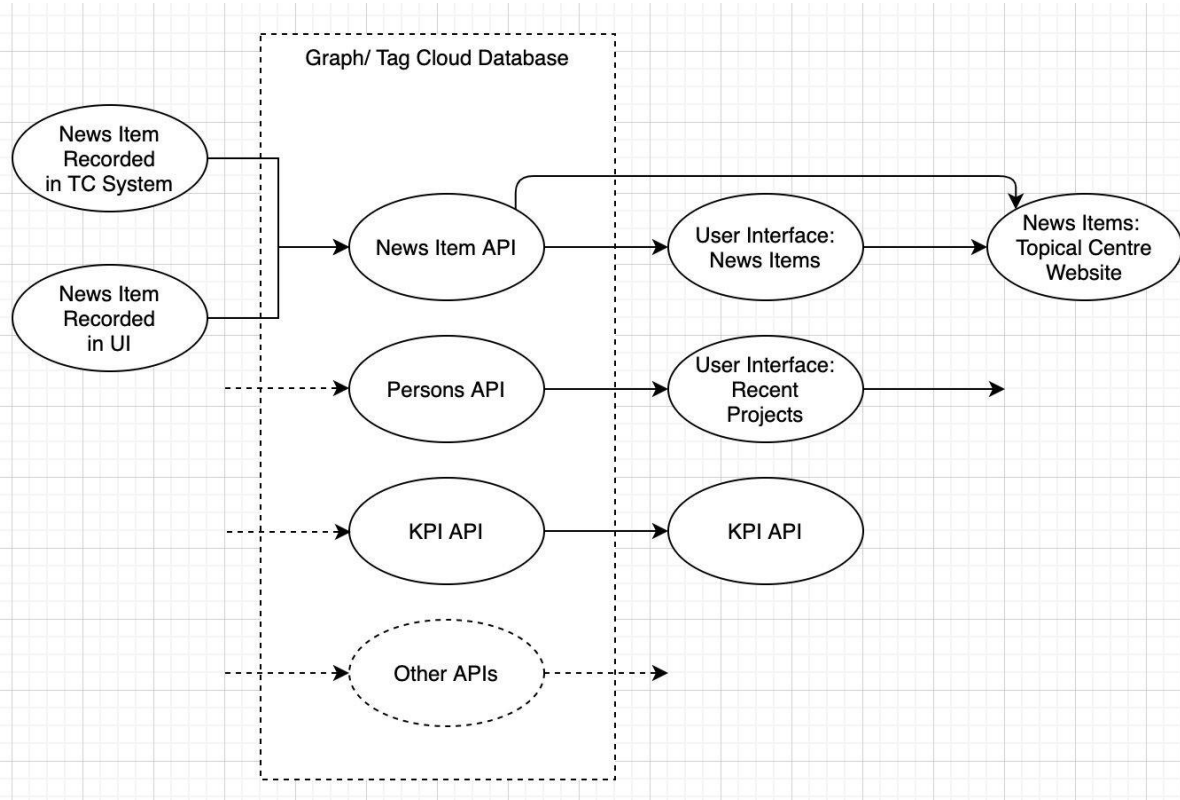 Graph/ Tag Cloud Database
News Item
Recorded
in TC System
News Item
Recorded
in UI
News Item API
User Interface:
News Items
News Items:
Topical Centre
Website
Persons API
User Interface:
Recent
Projects
KPI API
KPI API
Other APIs